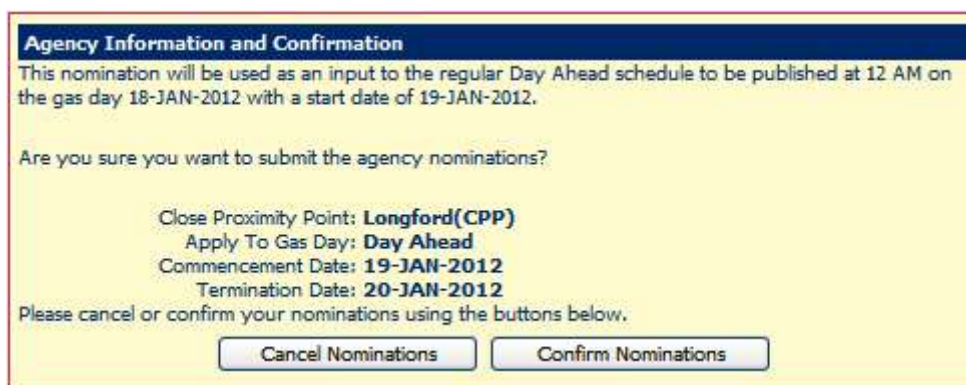 Agency Information and Confirmation
This nomination will be used as an input to the regular Day Ahead schedule to be published at 12 AM on
the gas day 18-JAN-2012 with a start date of 19-JAN-2012.
Are you sure you want to submit the agency nominations?
Close Proximity Point: Longford(CPP)
Apply To Gas Day: Day Ahead
Commencement Date: 19-JAN-2012
Termination Date: 20-JAN-2012
Please cancel or confirm your nominations using the buttons below.
Cancel Nominations Confirm Nominations